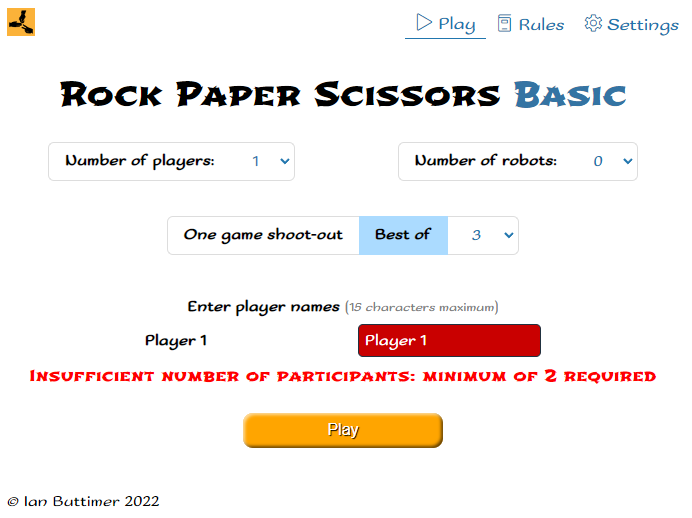 Play Rules Settings
Rock Paper Scissors Basic
Number of players: 1 Number of robots: 0
One game shoot-out Best of 3
Enter player names (15 characters maximum)
Player 1 Player 1
Insufficient number of participants: minimum of 2 required
Play
© Ian Buttimer 2022